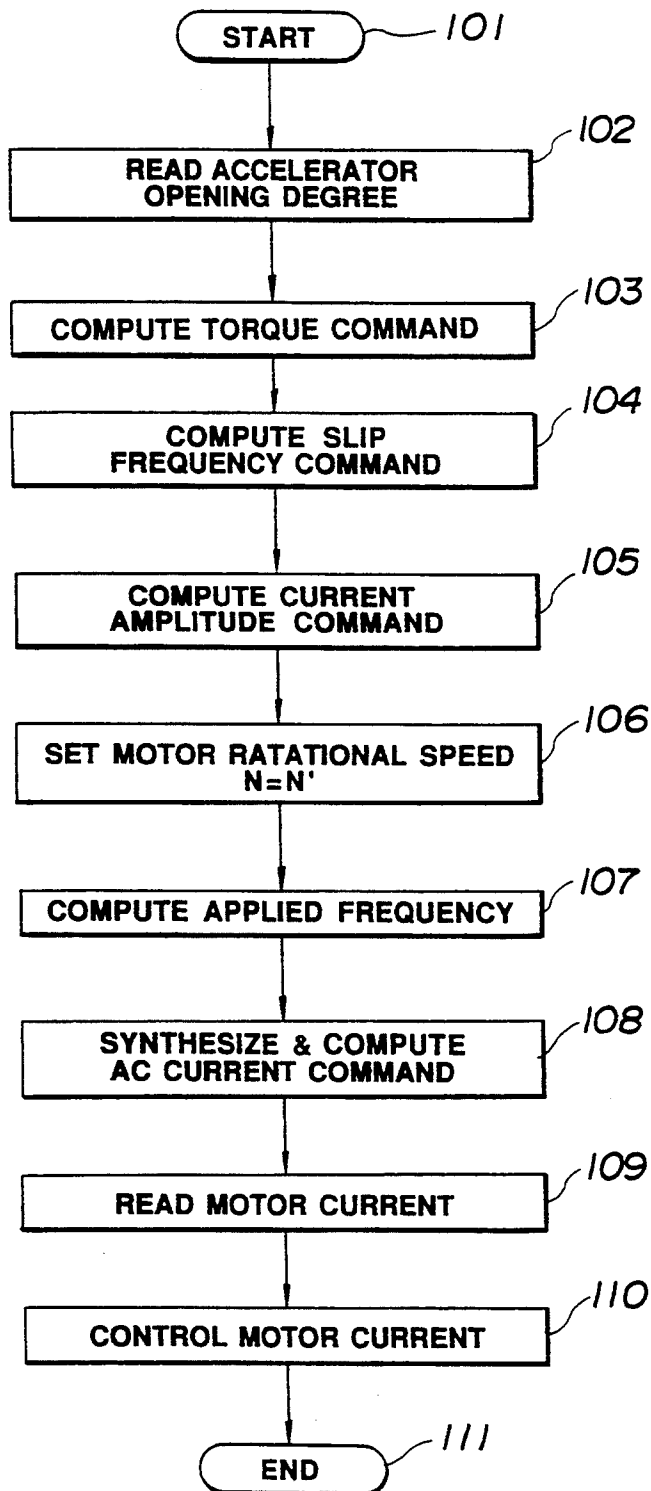 START
101
102
READ ACCELERATOR
OPENING DEGREE
103
COMPUTE TORQUE COMMAND
104
COMPUTE SLIP
FREQUENCY COMMAND
105
COMPUTE CURRENT
AMPLITUDE COMMAND
106
SET MOTOR RATATIONAL SPEED
N=N'
107
COMPUTE APPLIED FREQUENCY
108
SYNTHESIZE & COMPUTE
AC CURRENT COMMAND
109
READ MOTOR CURRENT
110
CONTROL MOTOR CURRENT
111
END